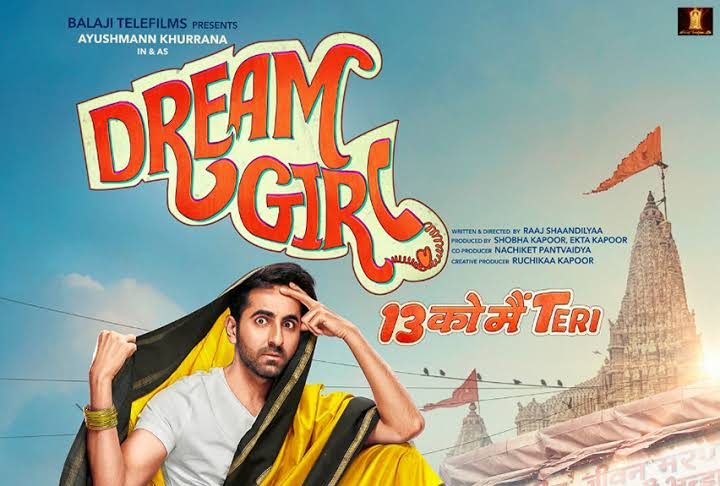 BALAJI TELEFILMS PRESENTS
AYUSHMANN KHURRANA
IN & AS
DREAM
GIRL
WRITTEN & DIRECTED BY RAAJ SHAANDILYAA
PRODUCED BY SHOBHA KAPOOR, EKTA KAPOOR
CO PRODUCER NACHIKET PANTVAIDYA
CREATIVE PRODUCER RUCHIKAA KAPOOR
13 को मैं TERI
जीवन